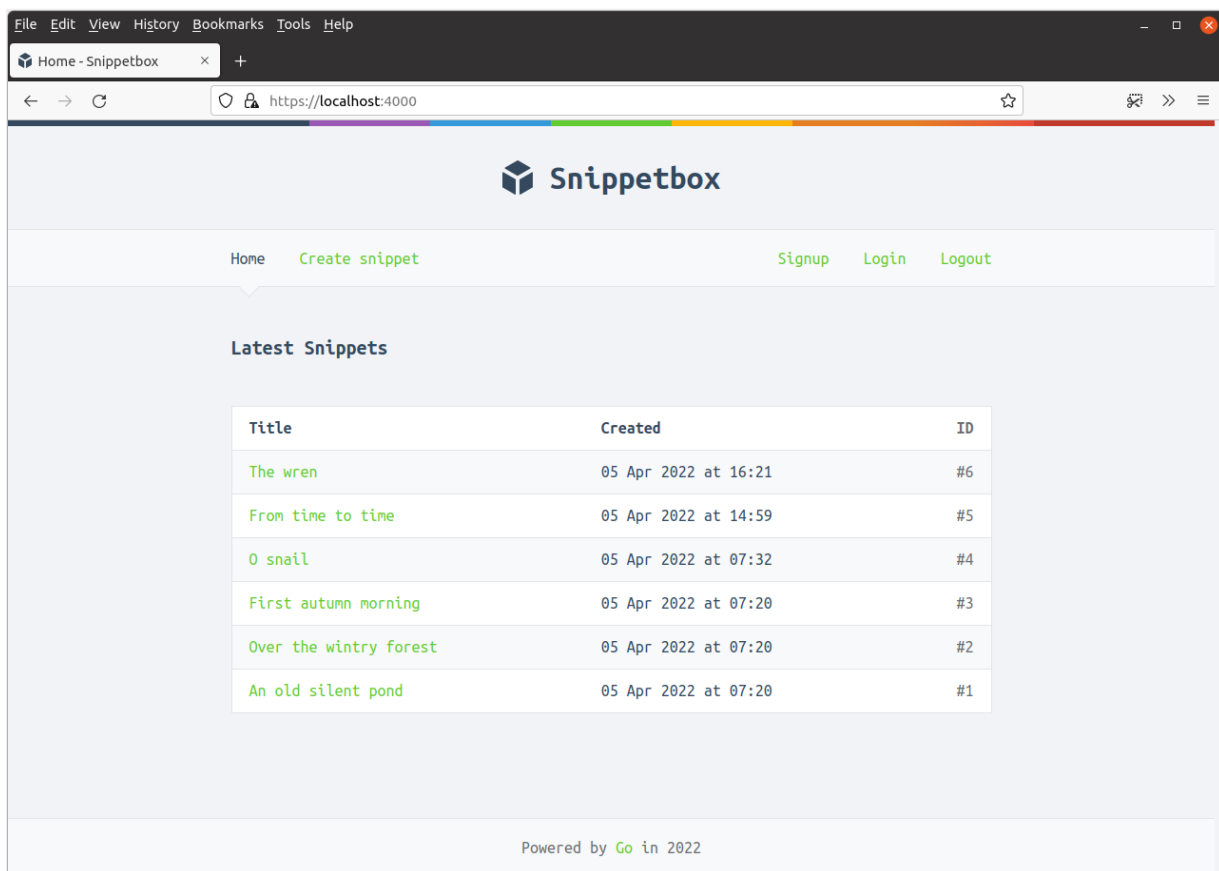 File Edit View History Bookmarks Tools Help
Home - Snippetbox
https://localhost:4000
Snippetbox
Home Create snippet Signup Login Logout
Latest Snippets
Title Created ID
The wren 05 Apr 2022 at 16:21 #6
From time to time 05 Apr 2022 at 14:59 #5
O snail 05 Apr 2022 at 07:32 #4
First autumn morning 05 Apr 2022 at 07:20 #3
Over the wintry forest 05 Apr 2022 at 07:20 #2
An old silent pond 05 Apr 2022 at 07:20 #1
Powered by Go in 2022